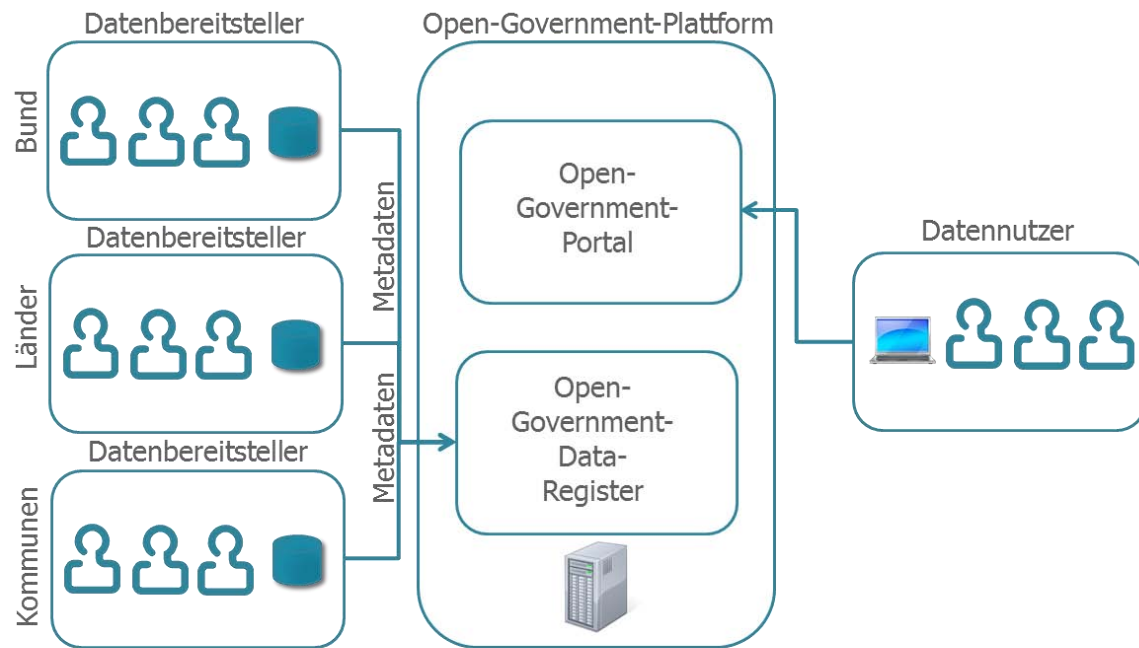 Datenbereitsteller
Bund
Datenbereitsteller
Länder
Datenbereitsteller
Kommunen
Metadaten
Metadaten
Open-Government-Plattform
Open-
Government-
Portal
Open-
Government-
Data-
Register
Datennutzer